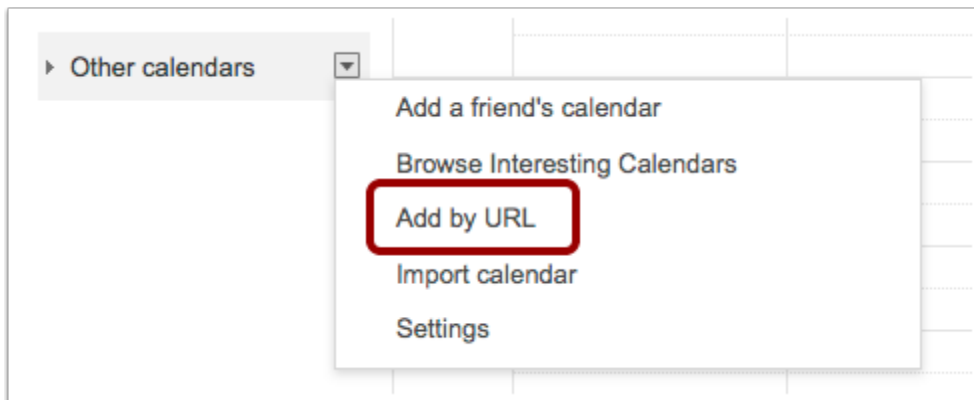 Other calendars
Add a friend's calendar
Browse Interesting Calendars
Add by URL
Import calendar
Settings